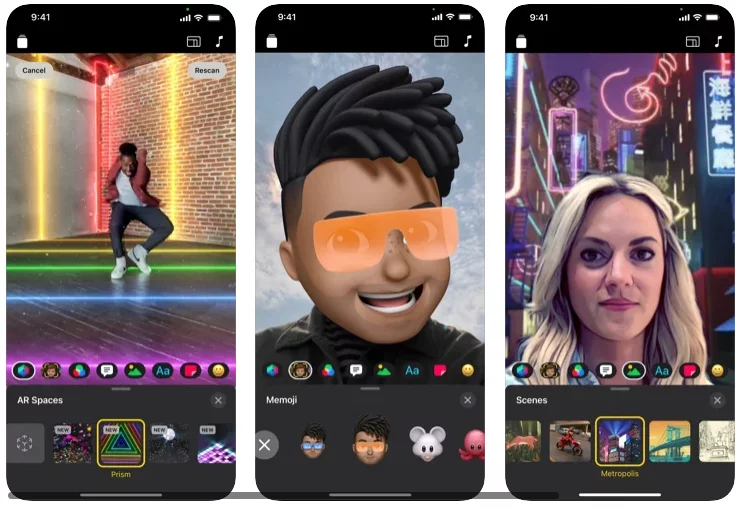 9:41
Cancel
Rescan
Aa
AR Spaces
NEW
NEW
NEW
NEW
Prism
9:41
Aa
Memoji
9:41
海鮮餐廳
Aa
Scenes
Metropolis